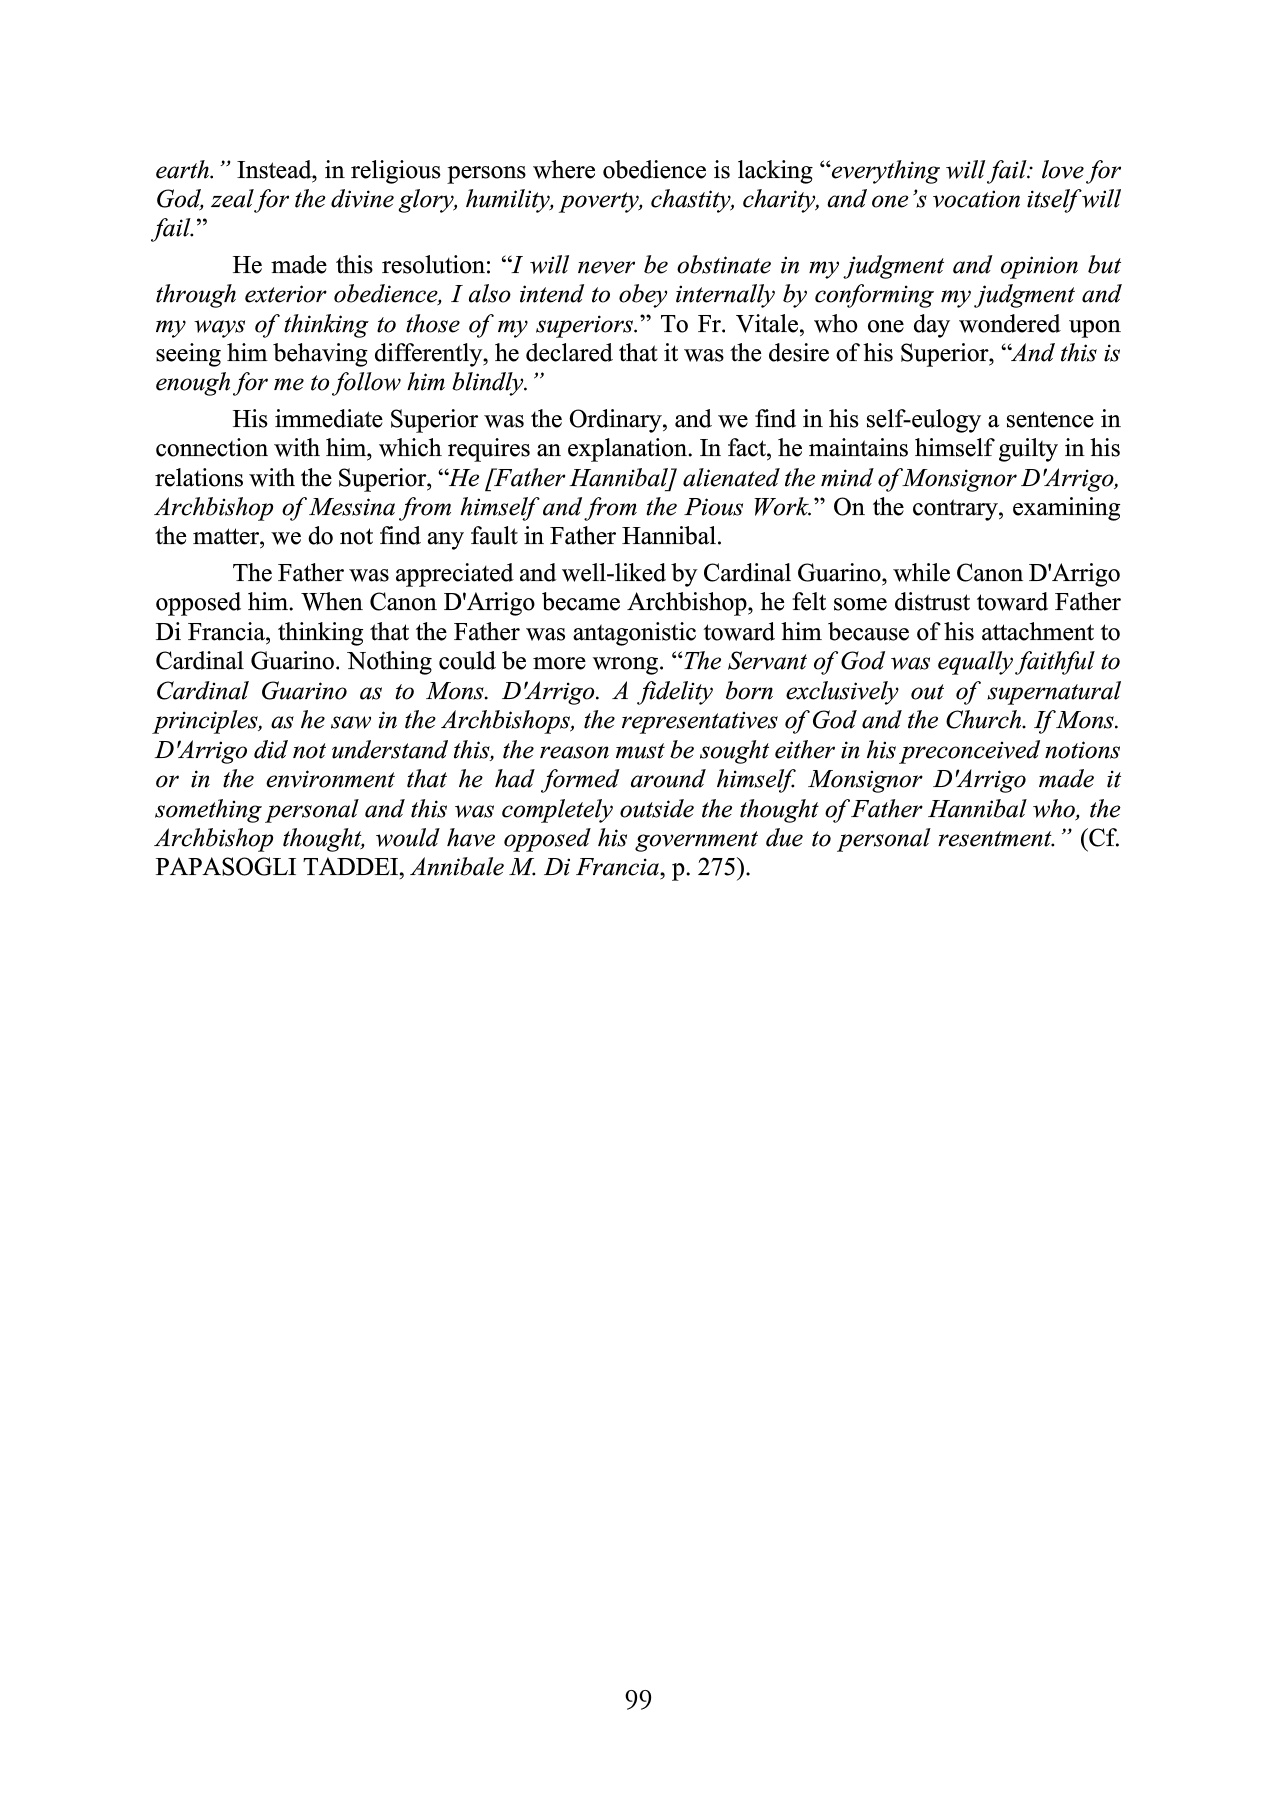 earth.” Instead, in religious persons where obedience is lacking “everything will fail: love for
God, zeal for the divine glory, humility, poverty, chastity, charity, and one’s vocation itself will
fail.”
He made this resolution: “I will never be obstinate in my judgment and opinion but
through exterior obedience, I also intend to obey internally by conforming my judgment and
my ways of thinking to those of my superiors.” To Fr. Vitale, who one day wondered upon
seeing him behaving differently, he declared that it was the desire of his Superior, “And this is
enough for me to follow him blindly.”
His immediate Superior was the Ordinary, and we find in his self-eulogy a sentence in
connection with him, which requires an explanation. In fact, he maintains himself guilty in his
relations with the Superior, “He [Father Hannibal] alienated the mind of Monsignor D'Arrigo,
Archbishop of Messina from himself and from the Pious Work.” On the contrary, examining
the matter, we do not find any fault in Father Hannibal.
The Father was appreciated and well-liked by Cardinal Guarino, while Canon D'Arrigo
opposed him. When Canon D'Arrigo became Archbishop, he felt some distrust toward Father
Di Francia, thinking that the Father was antagonistic toward him because of his attachment to
Cardinal Guarino. Nothing could be more wrong. “The Servant of God was equally faithful to
Cardinal Guarino as to Mons. D'Arrigo. A fidelity born exclusively out of supernatural
principles, as he saw in the Archbishops, the representatives of God and the Church. If Mons.
D'Arrigo did not understand this, the reason must be sought either in his preconceived notions
or in the environment that he had formed around himself. Monsignor D'Arrigo made it
something personal and this was completely outside the thought of Father Hannibal who, the
Archbishop thought, would have opposed his government due to personal resentment.” (Cf.
PAPASOGLI TADDEI, Annibale M. Di Francia, p. 275).
99